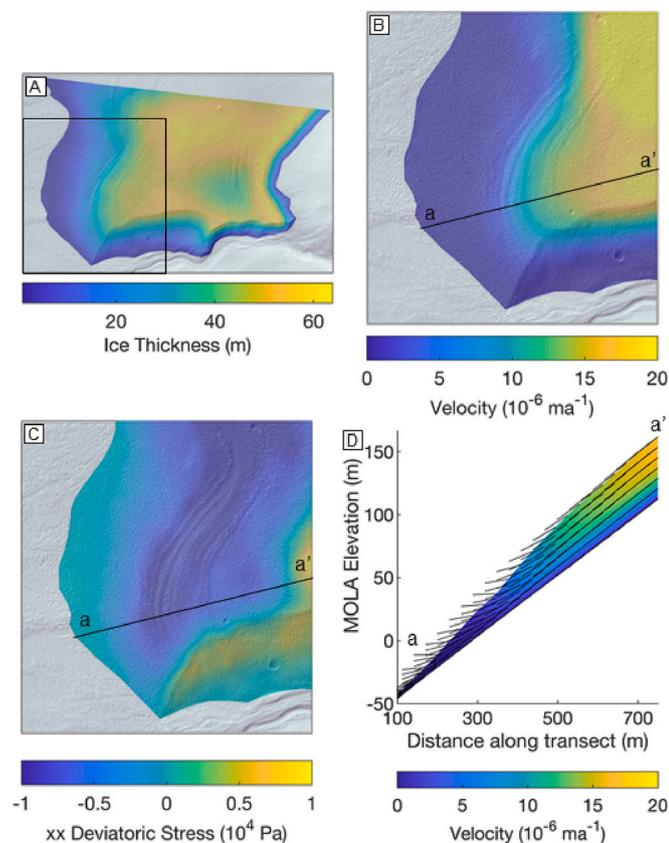 A
20 40 60
Ice Thickness (m)
B
a
a'
0 5 10 15 20
Velocity (10-6 ma-1)
C
a
a'
-1 -0.5 0 0.5 1
xx Deviatoric Stress (104 Pa)
D
a'
150
100
50
0
-50
MOLA Elevation (m)
a
100 300 500 700
Distance along transect (m)
0 5 10 15 20
Velocity (10-6 ma-1)